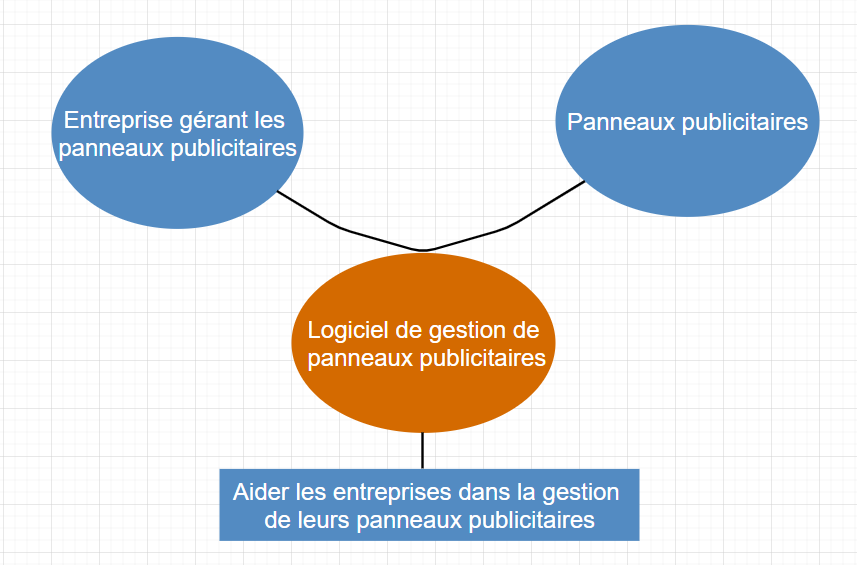 Entreprise gérant les
panneaux publicitaires
Panneaux publicitaires
Logiciel de gestion de
panneaux publicitaires
Aider les entreprises dans la gestion
de leurs panneaux publicitaires